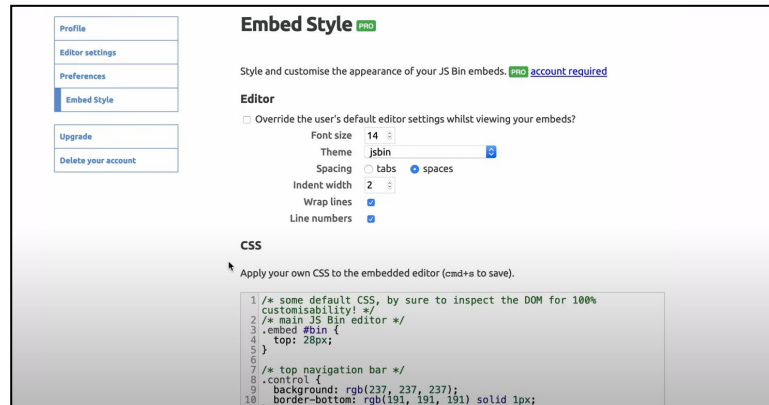 Profile
Editor settings
Preferences
Embed Style
Upgrade
Delete your account
Embed Style PRO
Style and customise the appearance of your JS Bin embeds. PRO account required
Editor
Override the user's default editor settings whilst viewing your embeds?
Font size 14
Theme jsbin
Spacing tabs spaces
Indent width 2
Wrap lines
Line numbers
CSS
Apply your own CSS to the embedded editor (cmd+s to save).
1 /* some default CSS, by sure to inspect the DOM for 100%
customisability! */
2 /* main JS Bin editor */
3 .embed #bin {
4 top: 28px;
5 }
6
7 /* top navigation bar */
8 .control {
9 background: rgb(237, 237, 237);
10 border-bottom: rgb(191, 191, 191) solid 1px;